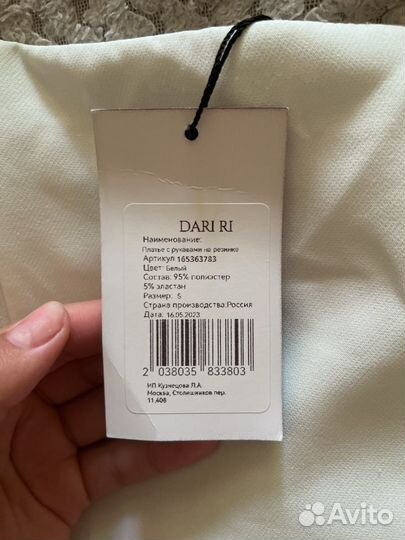 DARI RI
Наименование:
Платье с рукавами на резинке
Артикул 165363783
Цвет: Белый
Состав: 95% полиэстер
5% эластан
Размер: S
Страна производства:Россия
Дата: 16.05.2023
2 038035 833803
ИП Кузнецова Л.А.
Москва, Столешников пер.
11,408
Avito